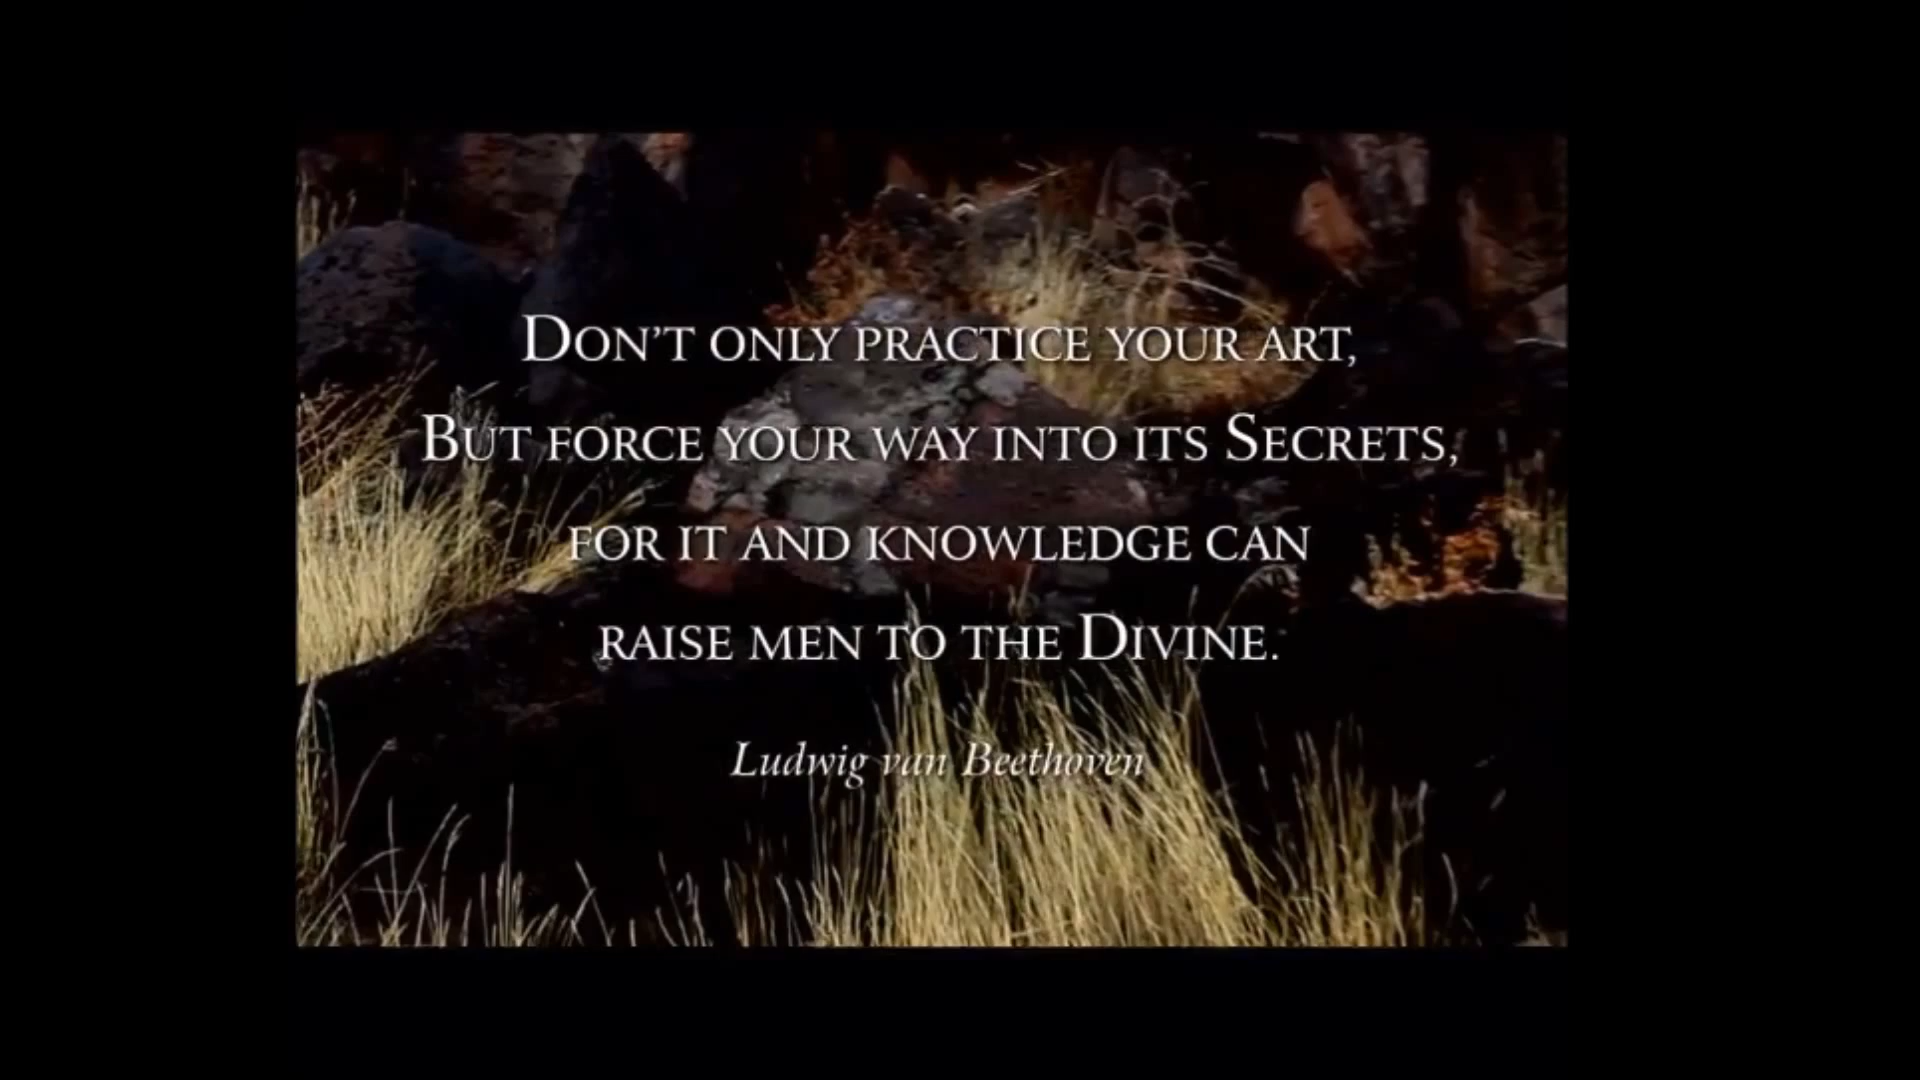 Don't only practice your art,
But force your way into its Secrets,
for it and knowledge can
raise men to the Divine.
Ludwig van Beethoven